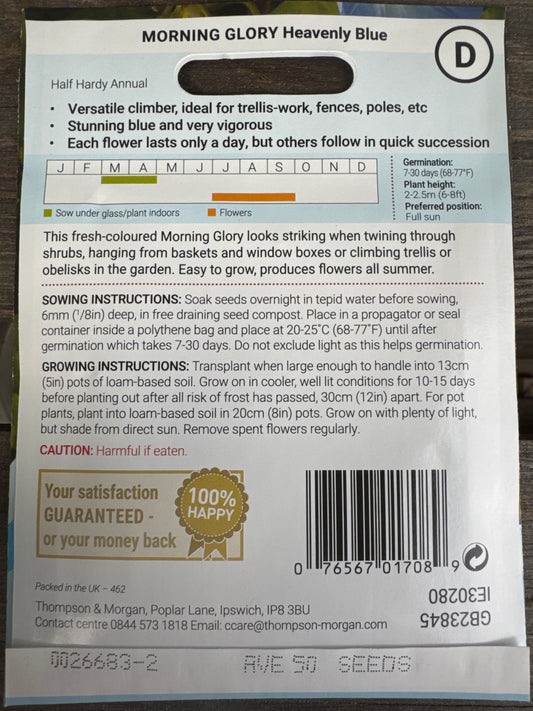 MORNING GLORY Heavenly Blue
D
Half Hardy Annual
• Versatile climber, ideal for trellis-work, fences, poles, etc
• Stunning blue and very vigorous
• Each flower lasts only a day, but others follow in quick succession
J F M A M J J A S O N D
Sow under glass/plant indoors Flowers
Germination:
7-30 days (68-77°F)
Plant height:
2-2.5m (6-8ft)
Preferred position:
Full sun
This fresh-coloured Morning Glory looks striking when twining through
shrubs, hanging from baskets and window boxes or climbing trellis or
obelisks in the garden. Easy to grow, produces flowers all summer.
SOWING INSTRUCTIONS: Soak seeds overnight in tepid water before sowing,
6mm (1/8in) deep, in free draining seed compost. Place in a propagator or seal
container inside a polythene bag and place at 20-25°C (68-77°F) until after
germination which takes 7-30 days. Do not exclude light as this helps germination.
GROWING INSTRUCTIONS: Transplant when large enough to handle into 13cm
(5in) pots of loam-based soil. Grow on in cooler, well lit conditions for 10-15 days
before planting out after all risk of frost has passed, 30cm (12in) apart. For pot
plants, plant into loam-based soil in 20cm (8in) pots. Grow on with plenty of light,
but shade from direct sun. Remove spent flowers regularly.
CAUTION: Harmful if eaten.
Your satisfaction
GUARANTEED -
or your money back
100%
HAPPY
0 76567 01708 9
Packed in the UK – 462
Thompson & Morgan, Poplar Lane, Ipswich, IP8 3BU
Contact centre 0844 573 1818 Email: ccare@thompson-morgan.com
GB23845
IE30280
0026683-2 AVE 50 SEEDS